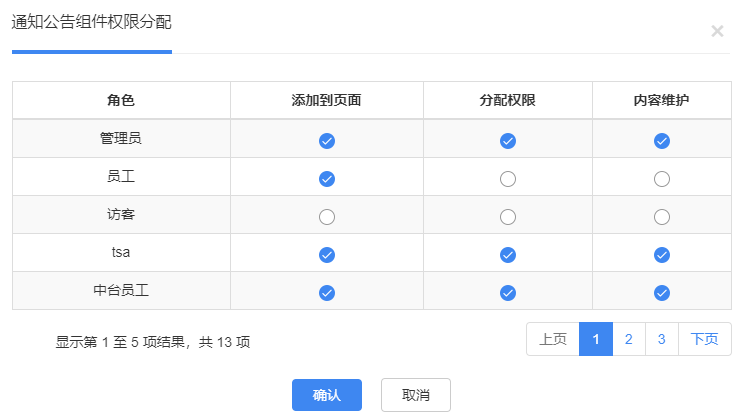 通知公告组件权限分配
×
角色 添加到页面 分配权限 内容维护
管理员
员工
访客
tsa
中台员工
显示第 1 至 5 项结果，共 13 项
上页 1 2 3 下页
确认 取消